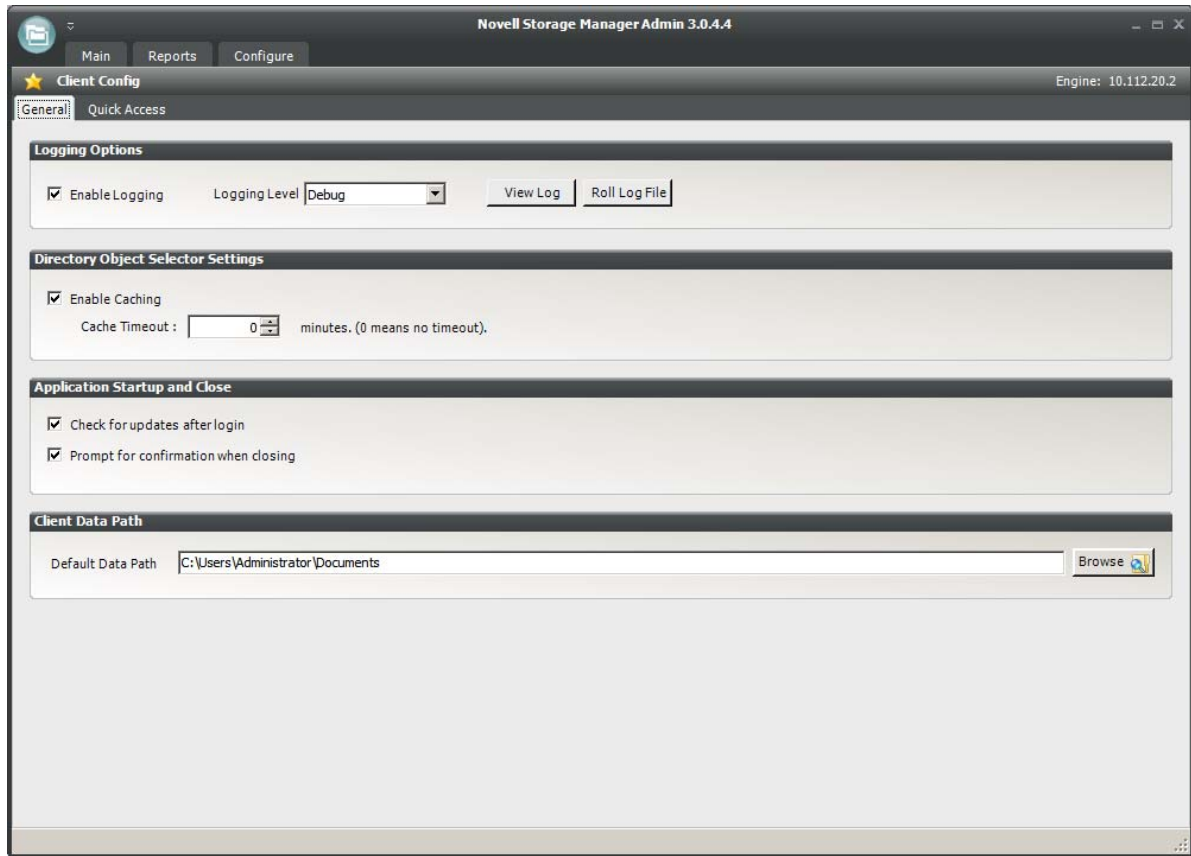 Novell Storage Manager Admin 3.0.4.4
Main Reports Configure
Client Config Engine: 10.112.20.2
General Quick Access
Logging Options
Enable Logging Logging Level Debug View Log Roll Log File
Directory Object Selector Settings
Enable Caching
Cache Timeout : 0 minutes. (0 means no timeout).
Application Startup and Close
Check for updates after login
Prompt for confirmation when closing
Client Data Path
Default Data Path C:\Users\Administrator\Documents Browse